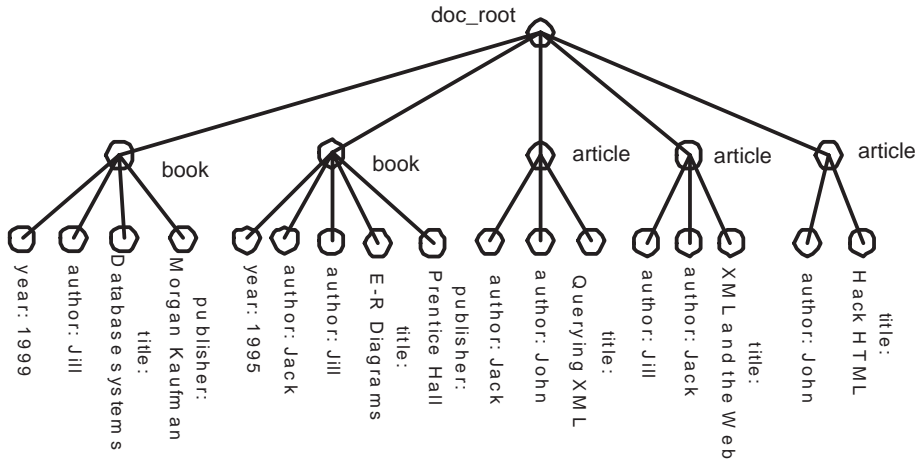 doc_root
book
book
article
article
article
year: 19999
author: Jill
title:
Database systems
publisher:
Morgan Kaufman
year: 1995
author: Jack
author: Jill
title:
E-R Diagrams
publisher:
Prentice Hall
author: Jack
author: John
title:
Querying XML
author: Jill
author: Jack
title:
XML and the Web
author: John
title:
Hack HTML